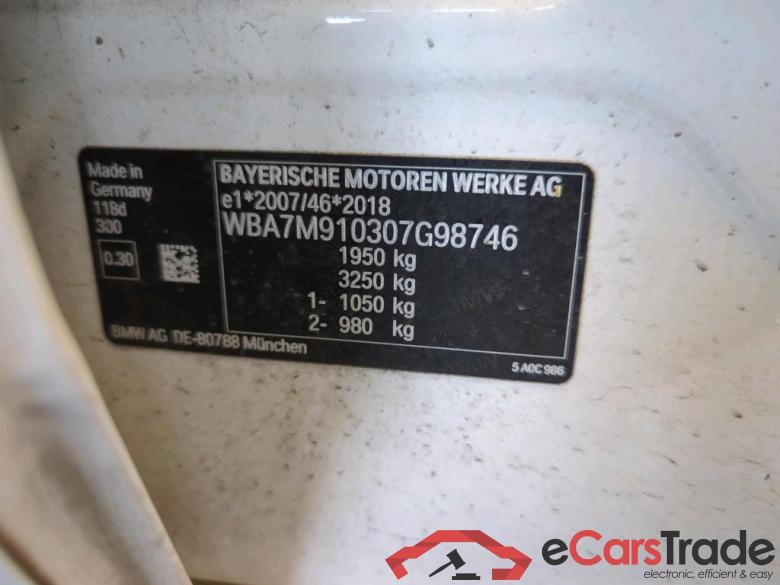 Made in
Germany
118d
300
0.30
BAYERISCHE MOTOREN WERKE AG
e1*2007/46*2018
WBA7M910307G98746
1950 kg
3250 kg
1- 1050 kg
2- 980 kg
BMW AG DE-80788 München
5 A0C 986
eCarsTrade
electronic, efficient & easy